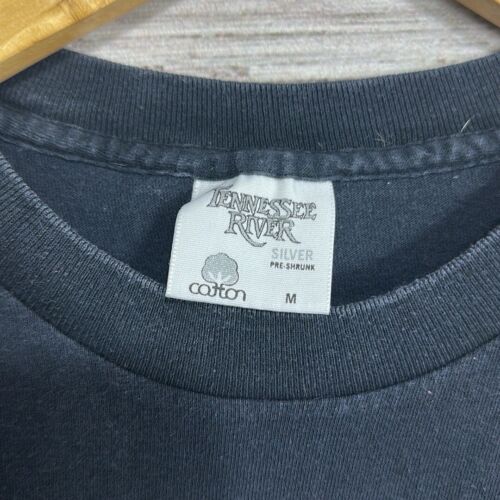 TENNESSEE
RIVER
SILVER
PRE-SHRUNK
cotton
M